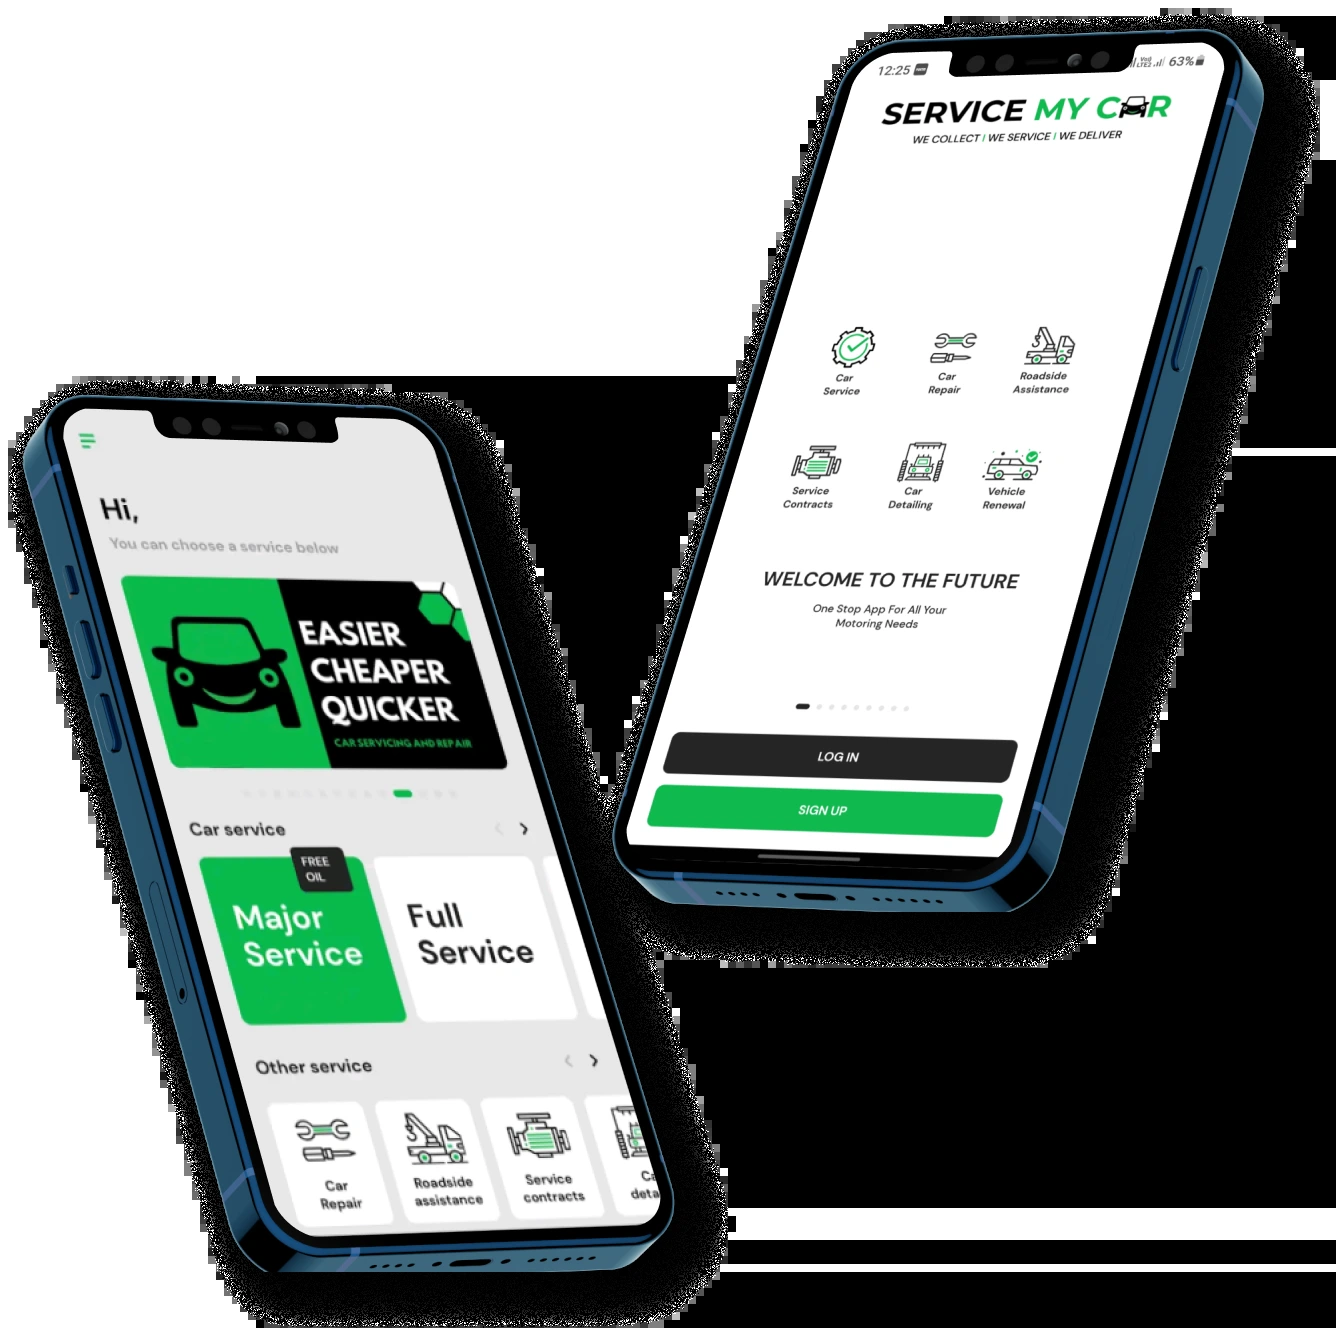 12:25
VoO
LTE2
63%
SERVICE MY CAR
WE COLLECT | WE SERVICE | WE DELIVER
Car
Service
Car
Repair
Roadside
Assistance
Service
Contracts
Car
Detailing
Vehicle
Renewal
WELCOME TO THE FUTURE
One Stop App For All Your
Motoring Needs
LOG IN
SIGN UP
Hi,
You can choose a service below
EASIER
CHEAPER
QUICKER
CAR SERVICING AND REPAIR
Car service
FREE
OIL
Major
Service
Full
Service
Other service
Car
Repair
Roadside
assistance
Service
contracts
Ca
deta